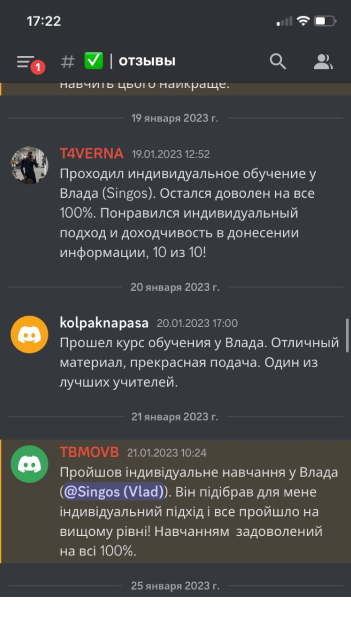 17:22
1
# ✅ | отзывы
навчить цього найкраще.
19 января 2023 г.
T4VERNA 19.01.2023 12:52
Проходил индивидуальное обучение у
Влада (Singos). Остался доволен на все
100%. Понравился индивидуальный
подход и доходчивость в донесении
информации, 10 из 10!
20 января 2023 г.
kolpaknapasa 20.01.2023 17:00
Прошел курс обучения у Влада. Отличный
материал, прекрасная подача. Один из
лучших учителей.
21 января 2023 г.
TBMOVB 21.01.2023 10:24
Пройшов індивідуальне навчання у Влада
(@Singos (Vlad)). Він підібрав для мене
індивідуальний підхід і все пройшло на
вищому рівні! Навчанням задоволений
на всі 100%.
25 января 2023 г.